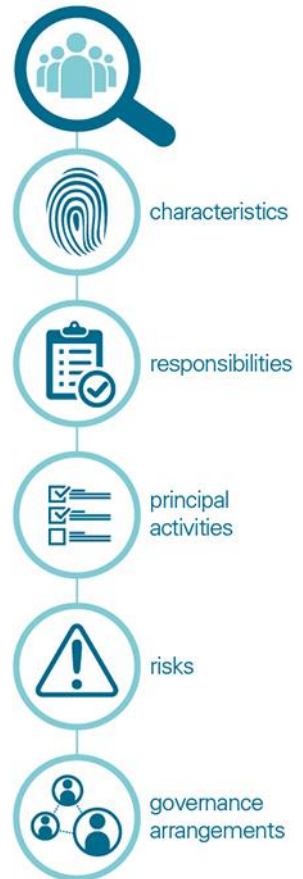 characteristics
responsibilities
principal
activities
risks
governance
arrangements